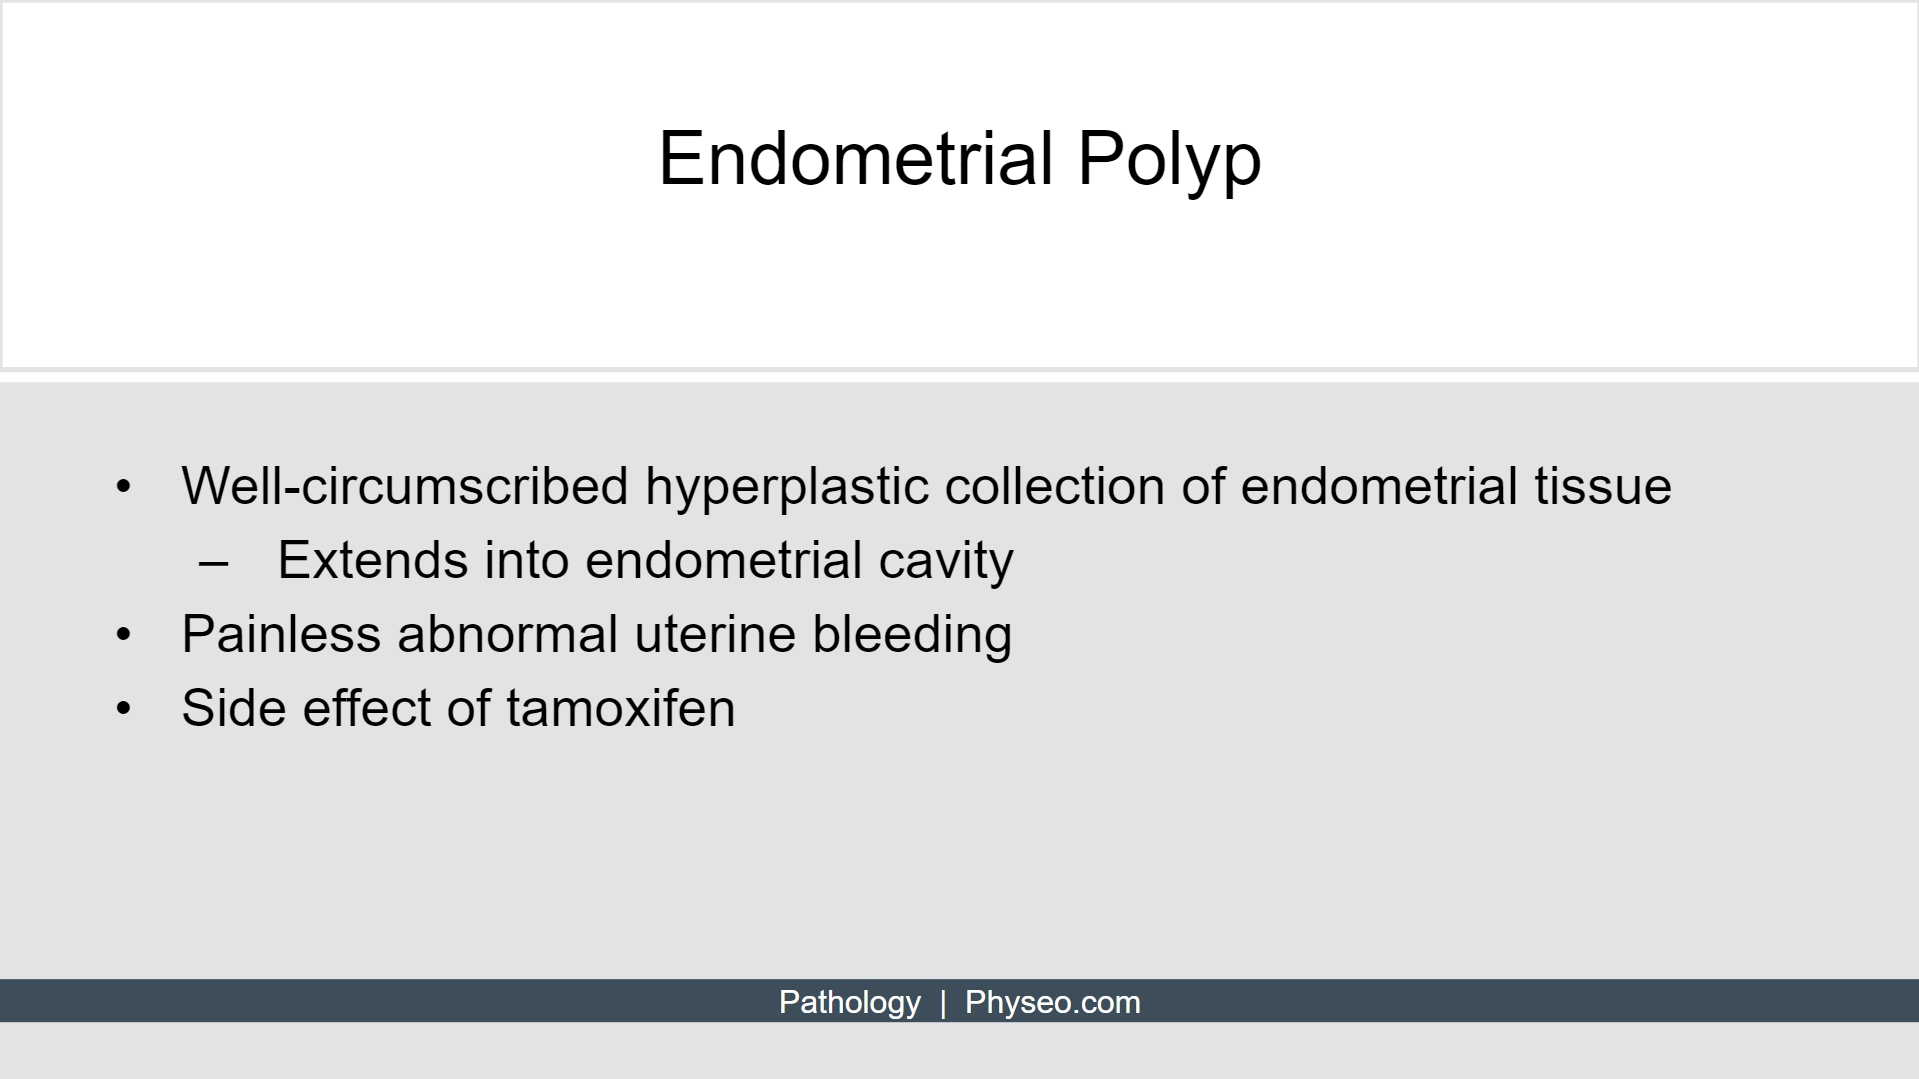 Endometrial Polyp
• Well-circumscribed hyperplastic collection of endometrial tissue
– Extends into endometrial cavity
• Painless abnormal uterine bleeding
• Side effect of tamoxifen
Pathology | Physeo.com